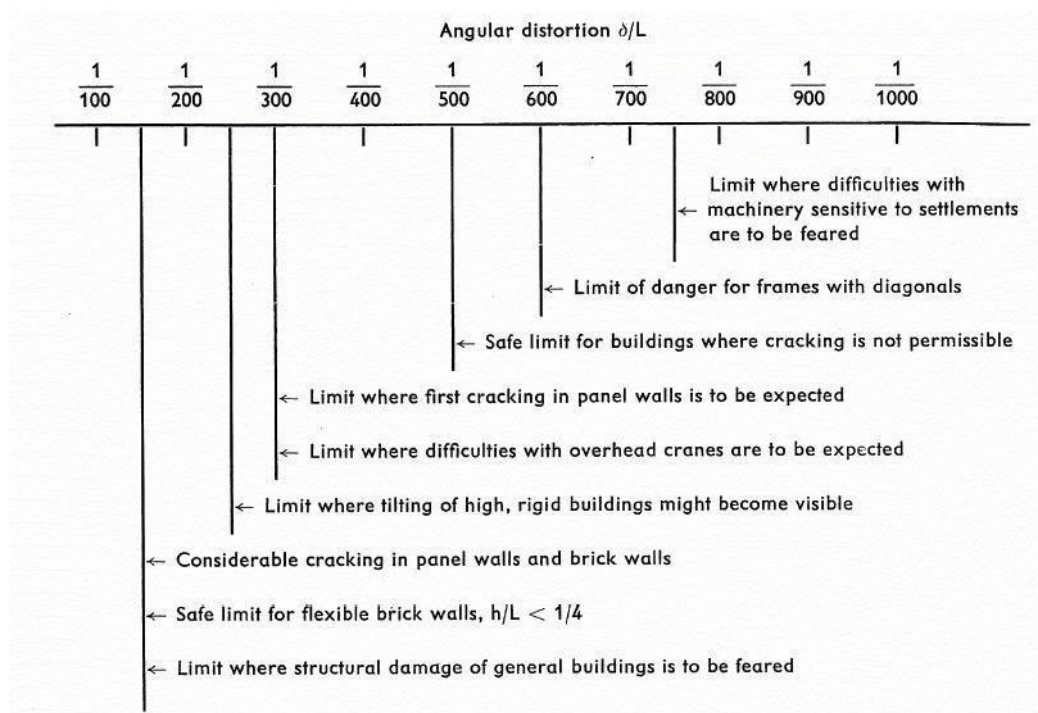 Angular distortion δ/L
1/100 1/200 1/300 1/400 1/500 1/600 1/700 1/800 1/900 1/1000
Limit where difficulties with
machinery sensitive to settlements
are to be feared
Limit of danger for frames with diagonals
Safe limit for buildings where cracking is not permissible
Limit where first cracking in panel walls is to be expected
Limit where difficulties with overhead cranes are to be expected
Limit where tilting of high, rigid buildings might become visible
Considerable cracking in panel walls and brick walls
Safe limit for flexible brick walls, h/L < 1/4
Limit where structural damage of general buildings is to be feared